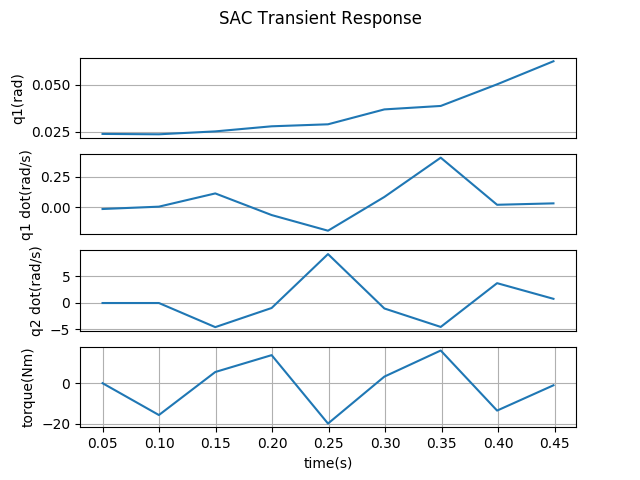 SAC Transient Response
q1(rad)
0.050
0.025
q1 dot(rad/s)
0.25
0.00
q2 dot(rad/s)
5
0
−5
torque(Nm)
0
−20
0.05 0.10 0.15 0.20 0.25 0.30 0.35 0.40 0.45
time(s)